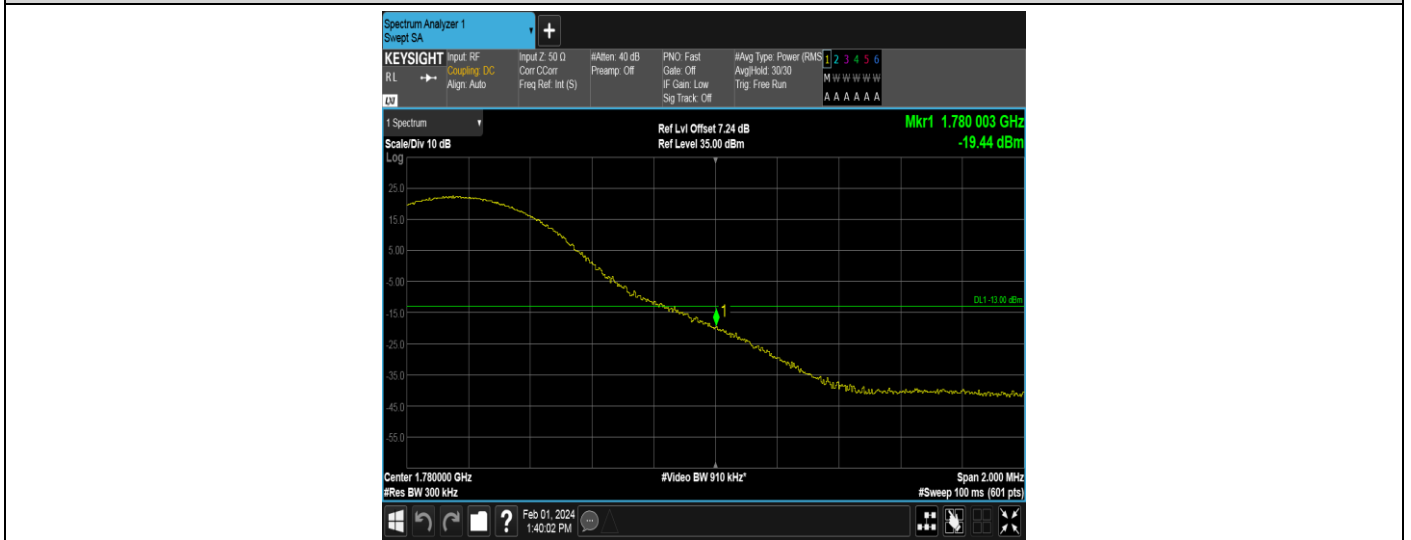 Spectrum Analyzer 1
Swept SA
+
KEYSIGHT Input: RF Input Z: 50 Ω #Atten: 40 dB PNO: Fast #Avg Type: Power (RMS 1 2 3 4 5 6
RL Coupling: DC Corr CCorr Preamp: Off Gate: Off Avg|Hold: 30/30 M W W W W W
Align: Auto Freq Ref: Int (S) IF Gain: Low Trig: Free Run
LXI Sig Track: Off A A A A A A
1 Spectrum Ref Lvl Offset 7.24 dB Mkr1 1.780 003 GHz
Scale/Div 10 dB Ref Level 35.00 dBm -19.44 dBm
Log
25.0
15.0
5.00
-5.00
DL1 -13.00 dBm
-15.0
1
-25.0
-35.0
-45.0
-55.0
Center 1.780000 GHz #Video BW 910 kHz* Span 2.000 MHz
#Res BW 300 kHz #Sweep 100 ms (601 pts)
? Feb 01, 2024
1:40:02 PM